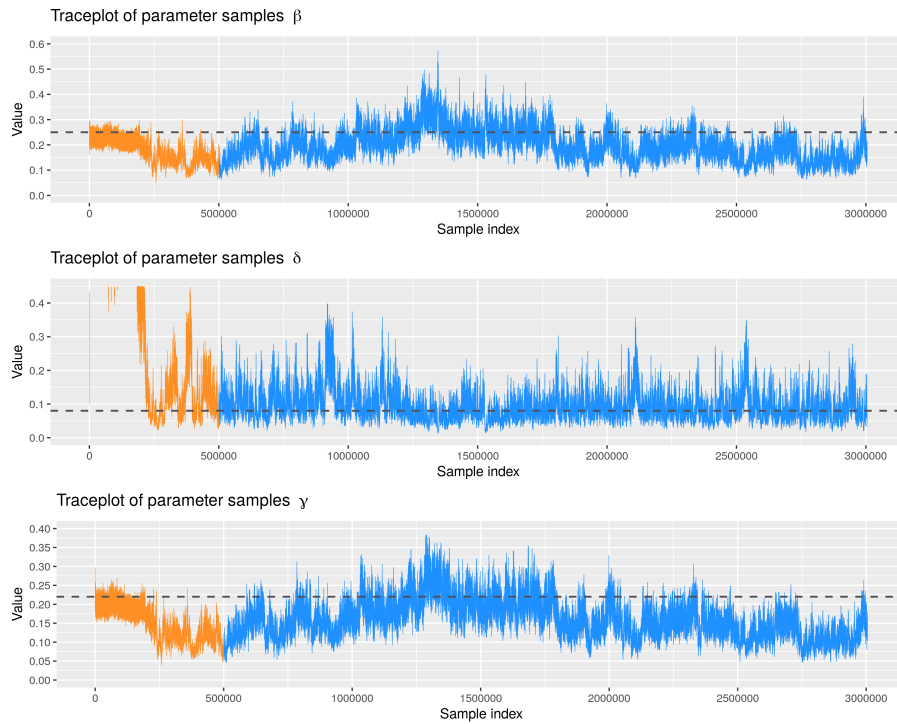 Traceplot of parameter samples β
Value
0.6
0.5
0.4
0.3
0.2
0.1
0.0
0 500000 1000000 1500000 2000000 2500000 3000000
Sample index
Traceplot of parameter samples δ
Value
0.4
0.3
0.2
0.1
0.0
0 500000 1000000 1500000 2000000 2500000 3000000
Sample index
Traceplot of parameter samples γ
Value
0.40
0.35
0.30
0.25
0.20
0.15
0.10
0.05
0.00
0 500000 1000000 1500000 2000000 2500000 3000000
Sample index